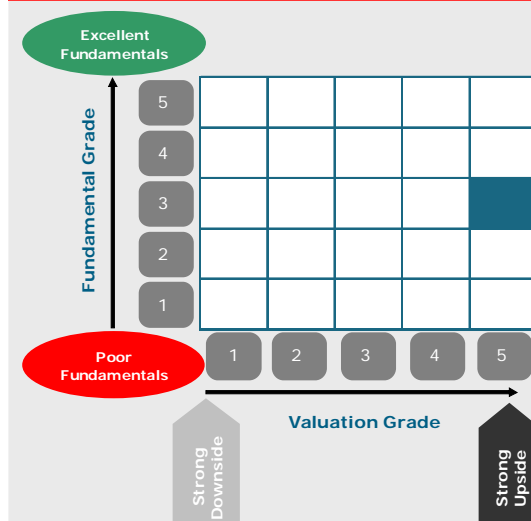 Excellent
Fundamentals
Fundamental Grade
5
4
3
2
1
Poor
Fundamentals
1
2
3
4
5
Valuation Grade
Strong
Downside
Strong
Upside